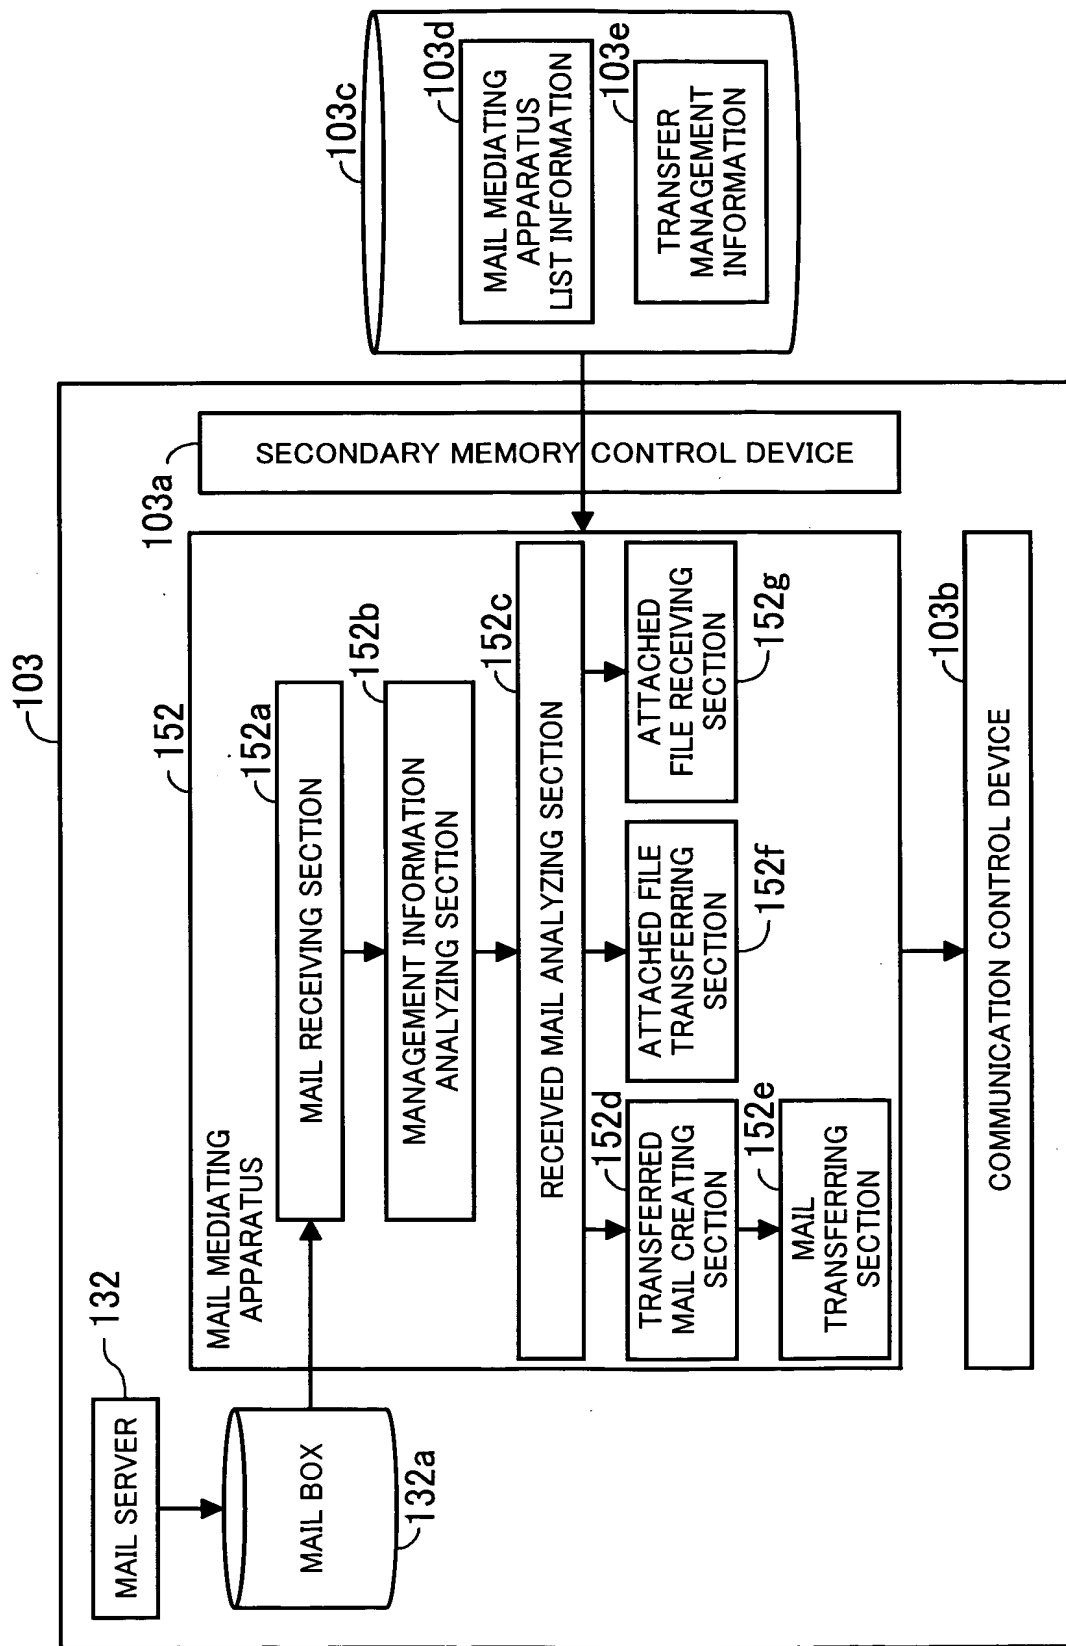 103
132
MAIL SERVER
MAIL BOX
132a
152
MAIL MEDIATING
APPARATUS
152a
MAIL RECEIVING SECTION
152b
MANAGEMENT INFORMATION
ANALYZING SECTION
152c
RECEIVED MAIL ANALYZING SECTION
152d
TRANSFERRED
MAIL CREATING
SECTION
152e
MAIL
TRANSFERRING
SECTION
ATTACHED FILE
TRANSFERRING
SECTION
152f
ATTACHED
FILE RECEIVING
SECTION
152g
103a
SECONDARY MEMORY CONTROL DEVICE
103b
COMMUNICATION CONTROL DEVICE
103c
103d
MAIL MEDIATING
APPARATUS
LIST INFORMATION
103e
TRANSFER
MANAGEMENT
INFORMATION